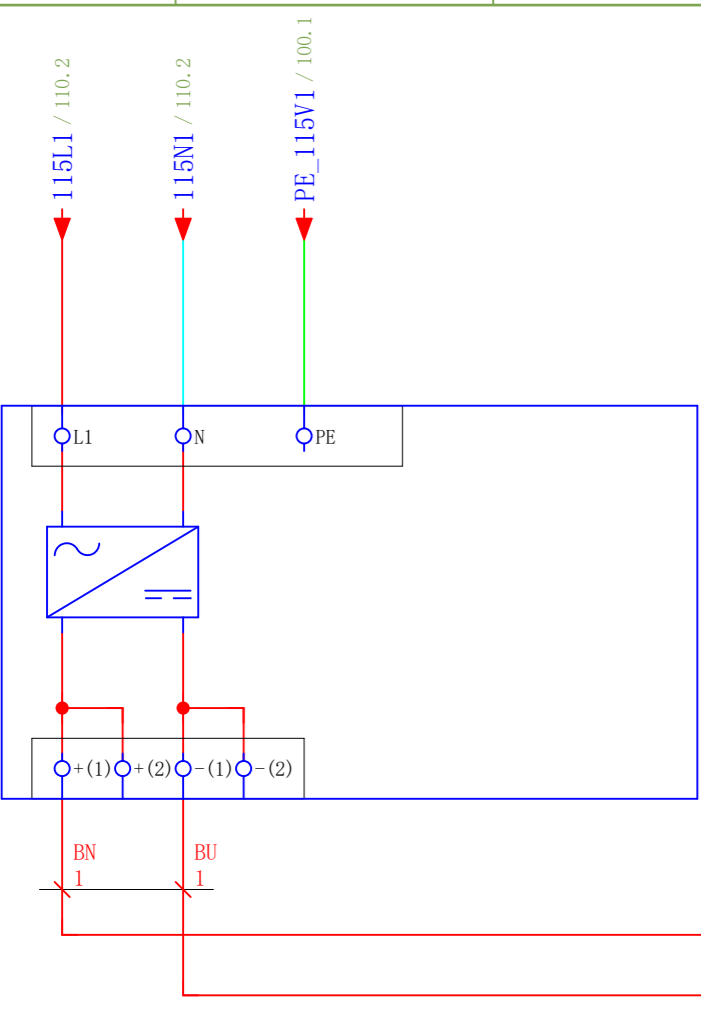 115L1 / 110.2
115N1 / 110.2
PE_115V1 / 100.1
L1
N
PE
+(1)
+(2)
-(1)
-(2)
BN
1
BU
1